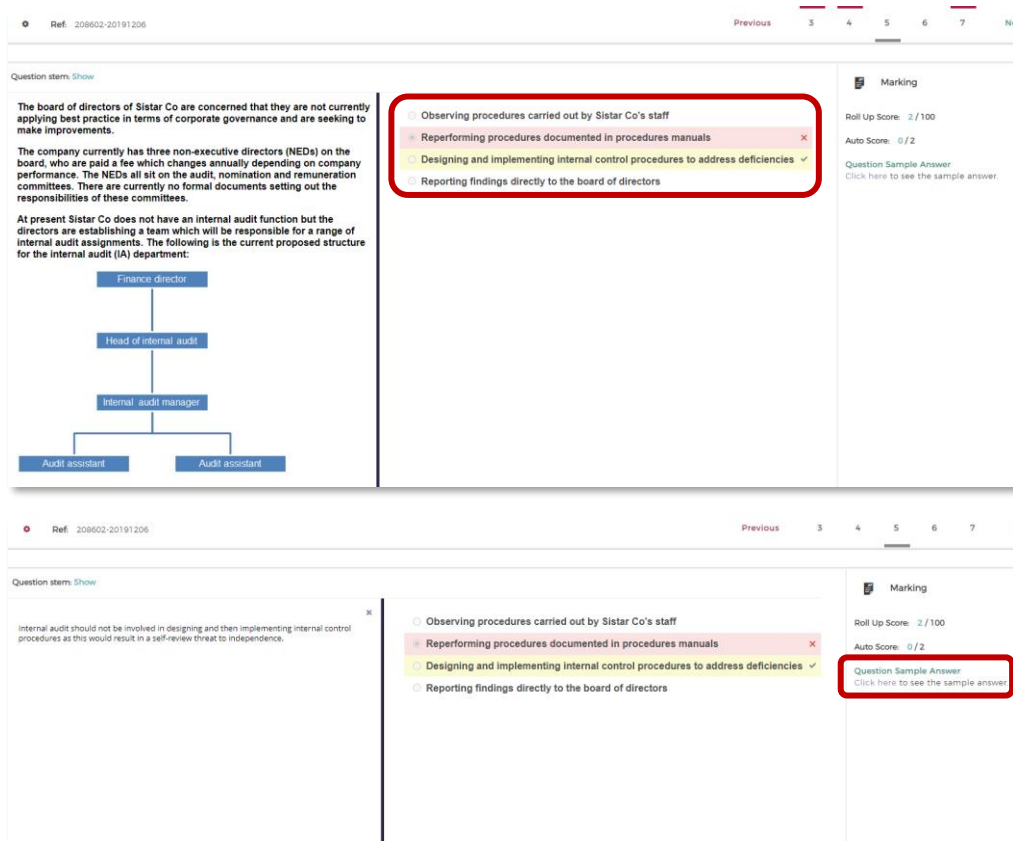 Ref: 208602-20191206
Previous 3 4 5 6 7
Question stem: Show
The board of directors of Sistar Co are concerned that they are not currently
applying best practice in terms of corporate governance and are seeking to
make improvements.
The company currently has three non-executive directors (NEDs) on the
board, who are paid a fee which changes annually depending on company
performance. The NEDs all sit on the audit, nomination and remuneration
committees. There are currently no formal documents setting out the
responsibilities of these committees.
At present Sistar Co does not have an internal audit function but the
directors are establishing a team which will be responsible for a range of
internal audit assignments. The following is the current proposed structure
for the internal audit (IA) department:
Finance director
Head of internal audit
Internal audit manager
Audit assistant
Audit assistant
Observing procedures carried out by Sistar Co's staff
Reperforming procedures documented in procedures manuals
Designing and implementing internal control procedures to address deficiencies
Reporting findings directly to the board of directors
Marking
Roll Up Score: 2 / 100
Auto Score: 0 / 2
Question Sample Answer
Click here to see the sample answer.
Ref: 208602-20191206
Previous 3 4 5 6 7
Question stem: Show
Internal audit should not be involved in designing and then implementing internal control
procedures as this would result in a self-review threat to independence.
Observing procedures carried out by Sistar Co's staff
Reperforming procedures documented in procedures manuals
Designing and implementing internal control procedures to address deficiencies
Reporting findings directly to the board of directors
Marking
Roll Up Score: 2 / 100
Auto Score: 0 / 2
Question Sample Answer
Click here to see the sample answer.